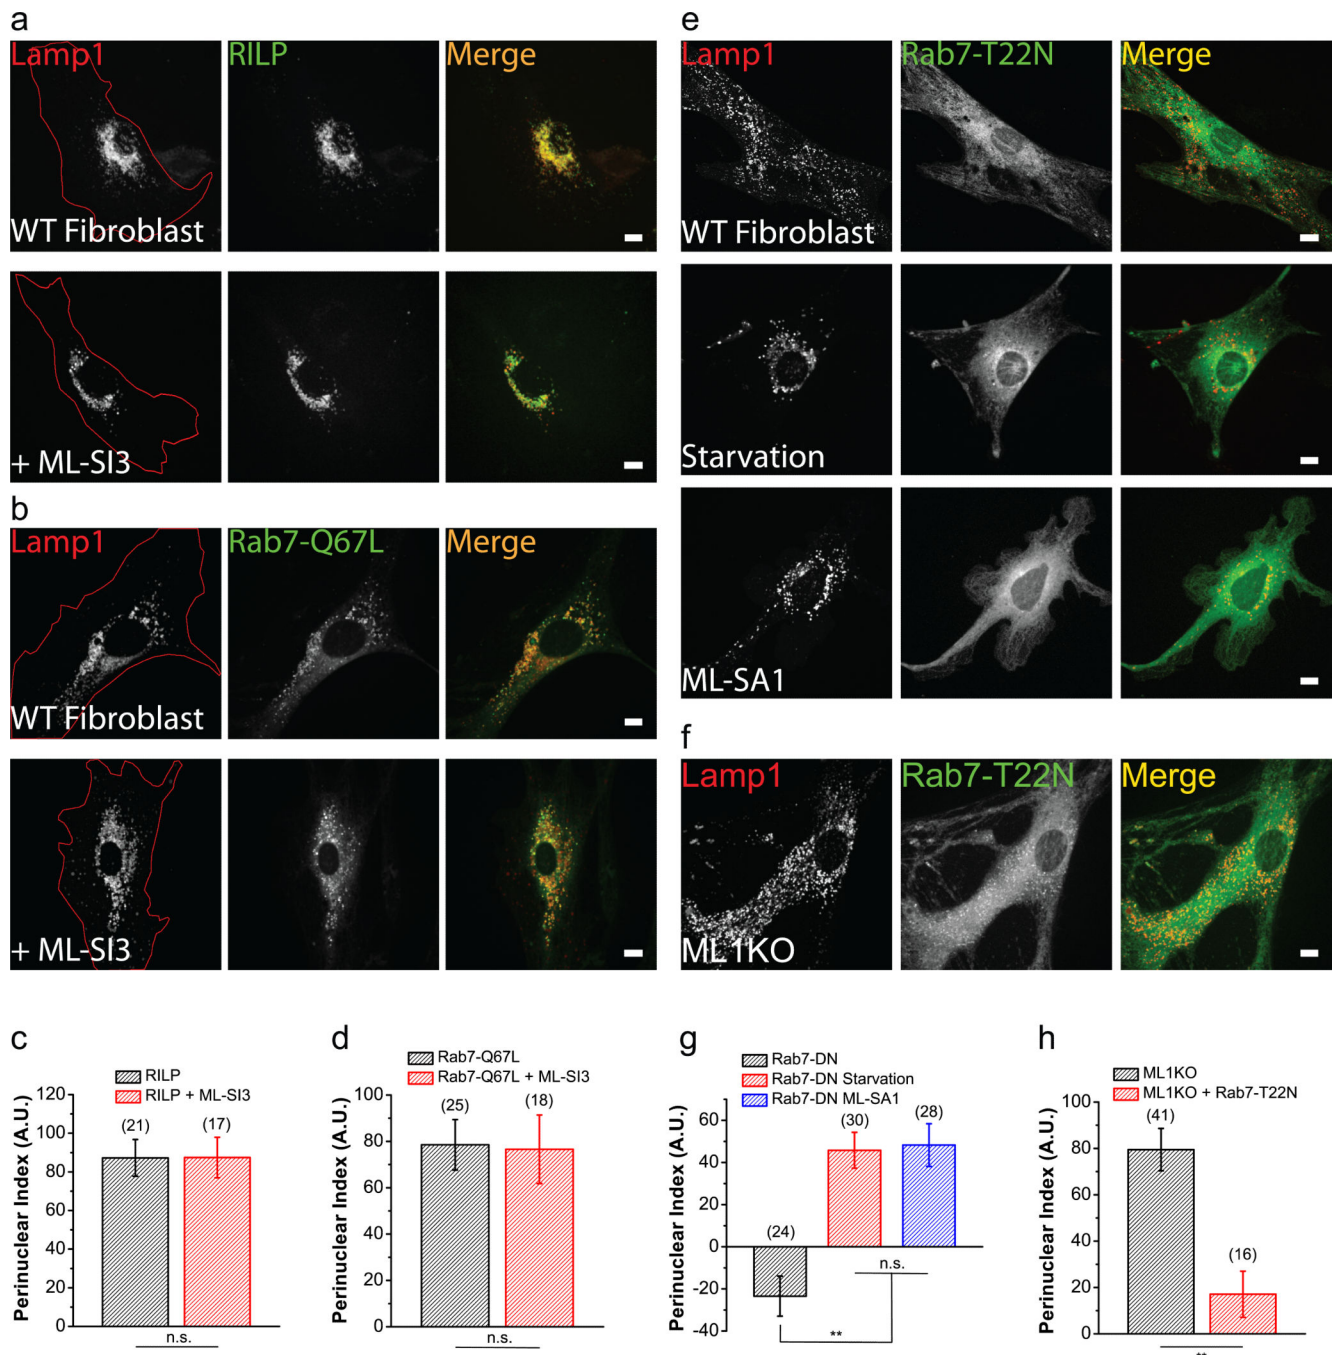 a
Lamp1 RILP Merge
WT Fibroblast
+ ML-SI3
b
Lamp1 Rab7-Q67L Merge
WT Fibroblast
+ ML-SI3
e
Lamp1 Rab7-T22N Merge
WT Fibroblast
Starvation
ML-SA1
f
Lamp1 Rab7-T22N Merge
ML1KO
c
RILP
RILP + ML-SI3
Perinuclear Index (A.U.)
120
100
80
60
40
20
0
(21) (17)
n.s.
d
Rab7-Q67L
Rab7-Q67L + ML-SI3
Perinuclear Index (A.U.)
100
80
60
40
20
0
(25) (18)
n.s.
g
Rab7-DN
Rab7-DN Starvation
Rab7-DN ML-SA1
Perinuclear Index (A.U.)
60
40
20
0
-20
-40
(24) (30) (28)
n.s.
**
h
ML1KO
ML1KO + Rab7-T22N
Perinuclear Index (A.U.)
100
80
60
40
20
0
(41) (16)
**